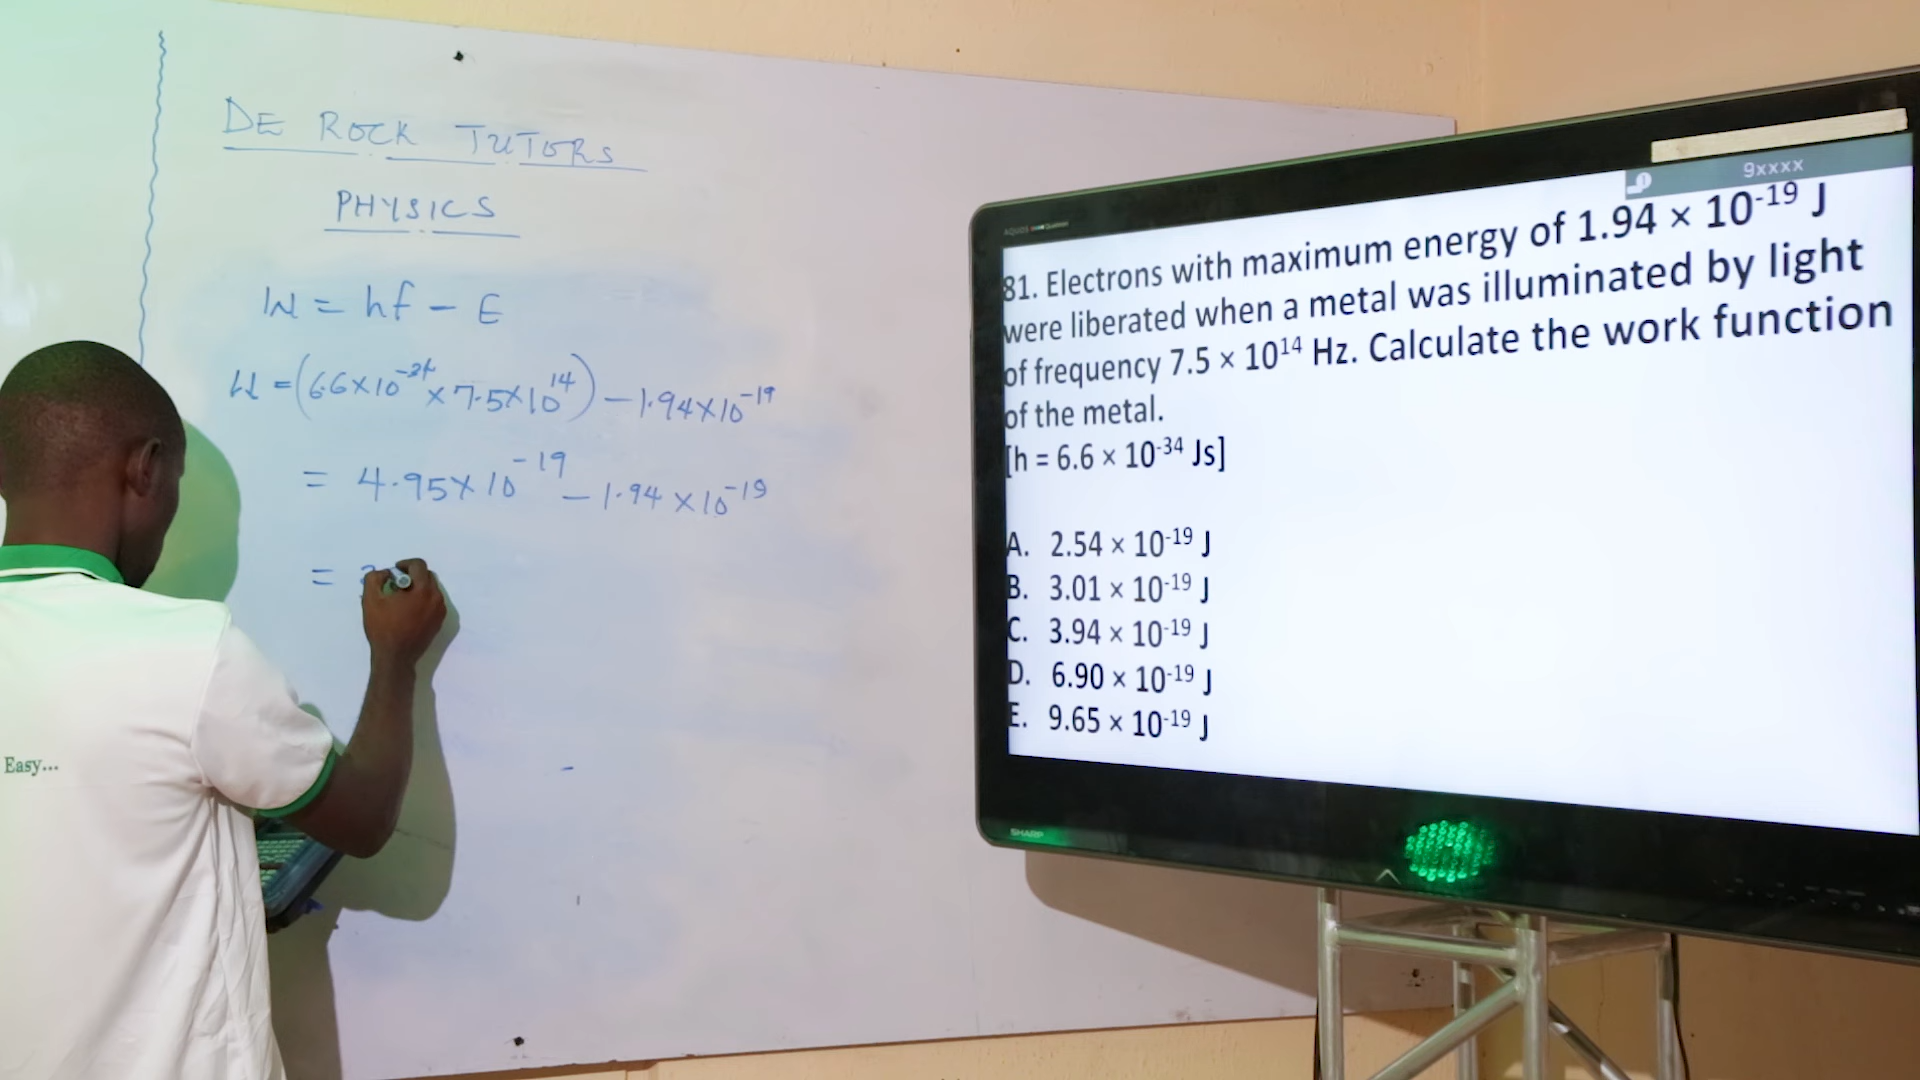 DE ROCK TUTORS
PHYSICS
W = hf - E
W = (6.6×10⁻³⁴ × 7.5×10¹⁴) - 1.94×10⁻¹⁹
= 4.95×10⁻¹⁹ - 1.94×10⁻¹⁹
=
Easy...
AQUOS
9xxxx
81. Electrons with maximum energy of 1.94 × 10⁻¹⁹ J
were liberated when a metal was illuminated by light
of frequency 7.5 × 10¹⁴ Hz. Calculate the work function
of the metal.
[h = 6.6 × 10⁻³⁴ Js]
A. 2.54 × 10⁻¹⁹ J
B. 3.01 × 10⁻¹⁹ J
C. 3.94 × 10⁻¹⁹ J
D. 6.90 × 10⁻¹⁹ J
E. 9.65 × 10⁻¹⁹ J
SHARP